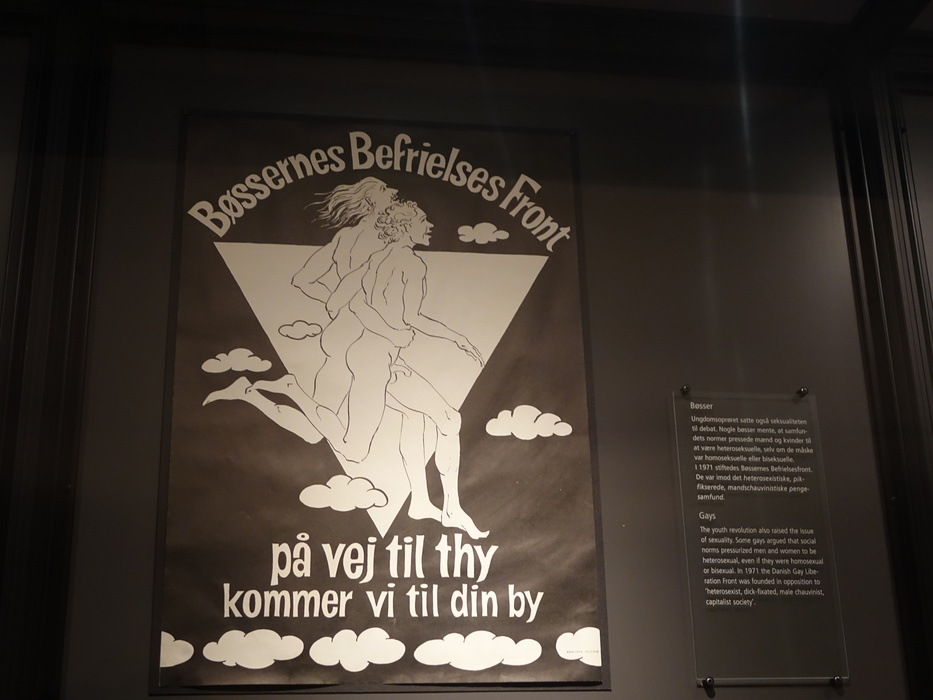 Bøssernes Befrielses Front
på vej til thy
kommer vi til din by
Bøsser
Ungdomsoprøret satte også seksualiteten
til debat. Nogle bøsser mente, at samfun-
dets normer pressede mænd og kvinder til
at være heteroseksuelle, selv om de måske
var homoseksuelle eller biseksuelle.
I 1971 stiftedes Bøssernes Befrielsesfront.
De var imod det heterosexistiske, pik-
fikserede, mandschauvinistiske penge-
samfund.
Gays
The youth revolution also raised the issue
of sexuality. Some gays argued that social
norms pressurized men and women to be
heterosexual, even if they were homosexual
or bisexual. In 1971 the Danish Gay Libe-
ration Front was founded in opposition to
'heterosexist, dick-fixated, male chauvinist,
capitalist society'.